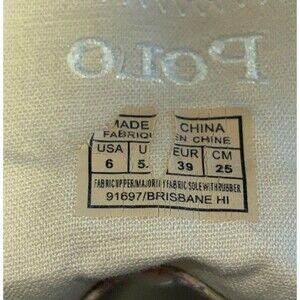 POLO
MADE CHINA
FABRIQU EN CHINE
USA U EUR CM
6 5. 39 25
FABRIC UPPER/MAJORITY FABRIC SOLE WITH RUBBER
91697/BRISBANE HI